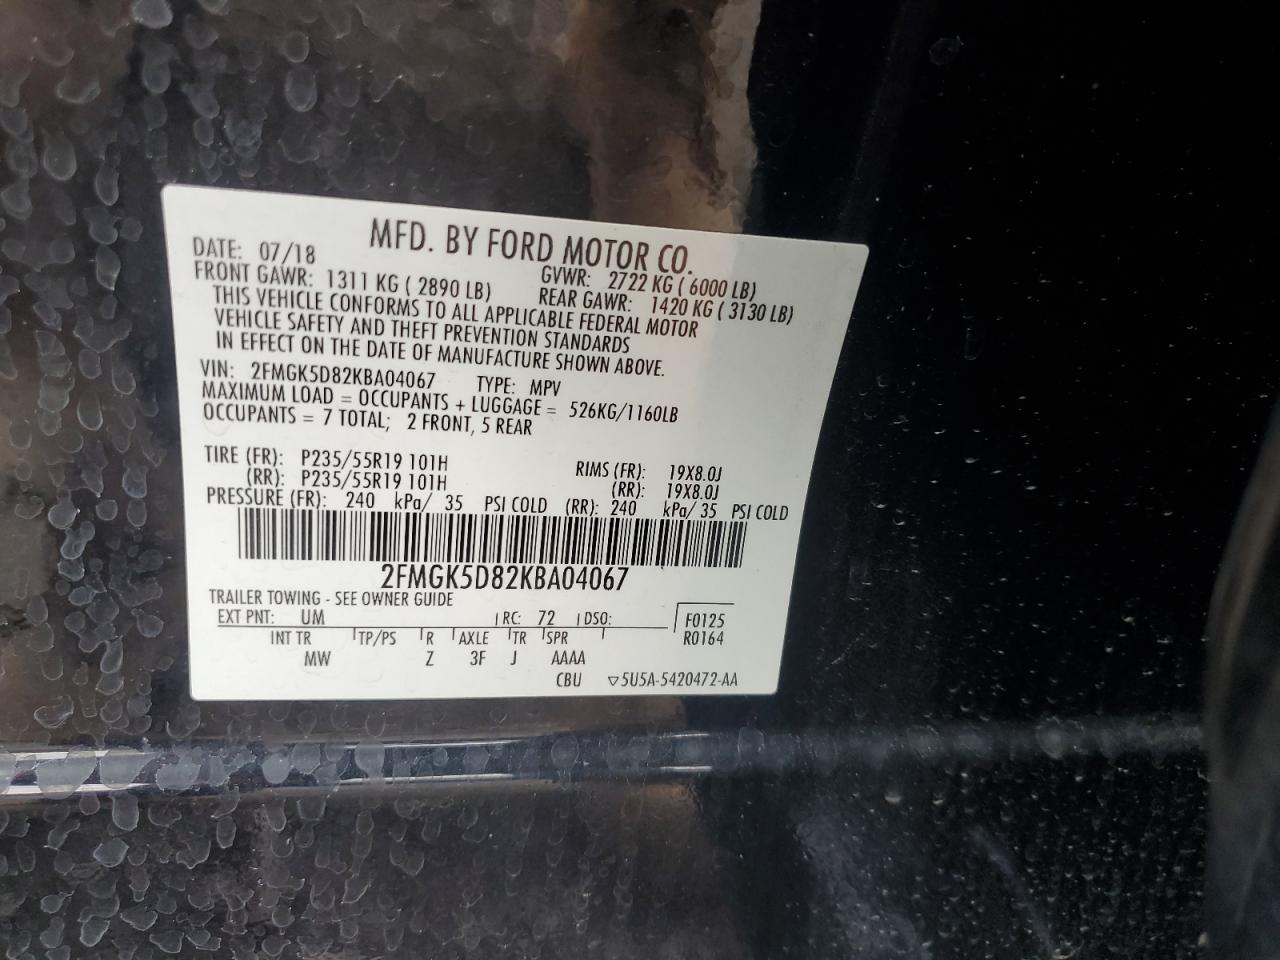 MFD. BY FORD MOTOR CO.
DATE: 07/18 GVWR: 2722 KG ( 6000 LB)
FRONT GAWR: 1311 KG ( 2890 LB) REAR GAWR: 1420 KG ( 3130 LB)
THIS VEHICLE CONFORMS TO ALL APPLICABLE FEDERAL MOTOR
VEHICLE SAFETY AND THEFT PREVENTION STANDARDS
IN EFFECT ON THE DATE OF MANUFACTURE SHOWN ABOVE.
VIN: 2FMGK5D82KBA04067 TYPE: MPV
MAXIMUM LOAD = OCCUPANTS + LUGGAGE = 526KG/1160LB
OCCUPANTS = 7 TOTAL; 2 FRONT, 5 REAR
TIRE (FR): P235/55R19 101H RIMS (FR): 19X8.0J
(RR): P235/55R19 101H (RR): 19X8.0J
PRESSURE (FR): 240 kPa/ 35 PSI COLD (RR): 240 kPa/ 35 PSI COLD
2FMGK5D82KBA04067
TRAILER TOWING - SEE OWNER GUIDE
EXT PNT: UM RC: 72 DSO: F0125
INT TR TP/PS R AXLE TR SPR R0164
MW Z 3F J AAAA
CBU ▽5U5A-5420472-AA